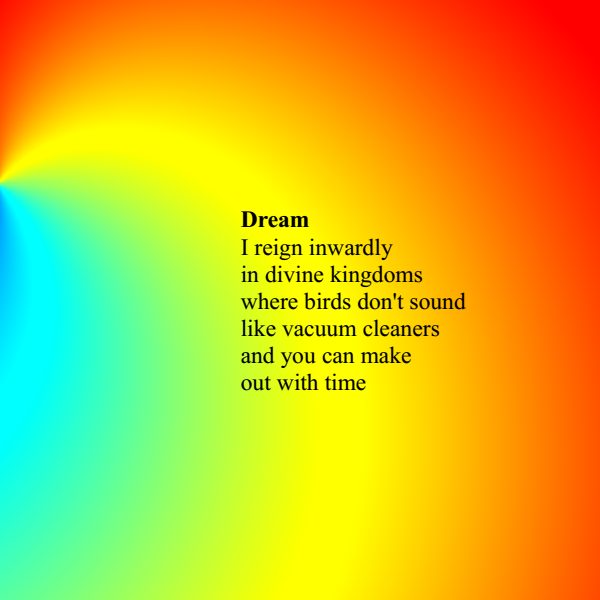 Dream
I reign inwardly
in divine kingdoms
where birds don't sound
like vacuum cleaners
and you can make
out with time